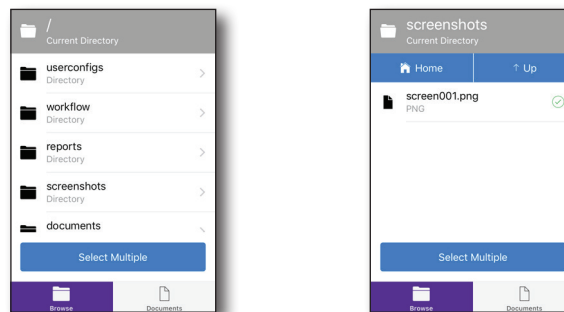 /
Current Directory
userconfigs
Directory
workflow
Directory
reports
Directory
screenshots
Directory
documents
Select Multiple
Browse
Documents
screenshots
Current Directory
Home
↑ Up
screen001.png
PNG
Select Multiple
Browse
Documents